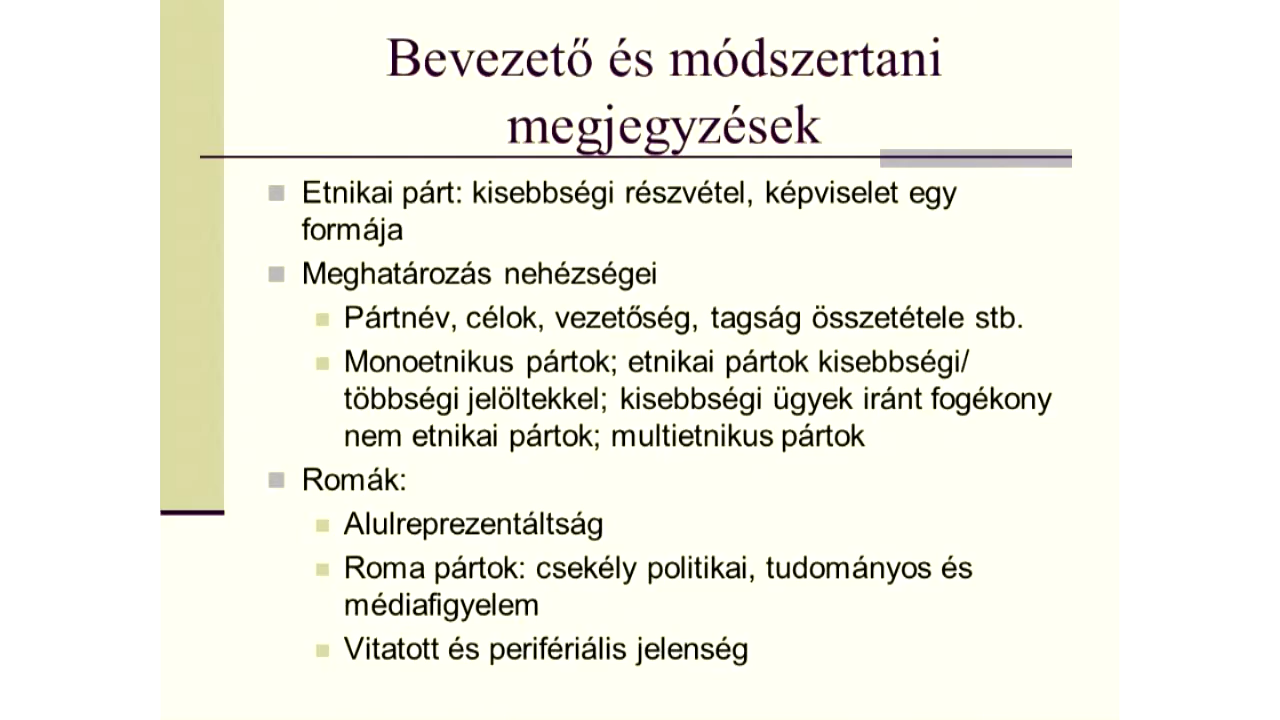 Bevezető és módszertani
megjegyzések
Etnikai párt: kisebbségi részvétel, képviselet egy
formája
Meghatározás nehézségei
Pártnév, célok, vezetőség, tagság összetétele stb.
Monoetnikus pártok; etnikai pártok kisebbségi/
többségi jelöltekkel; kisebbségi ügyek iránt fogékony
nem etnikai pártok; multietnikus pártok
Romák:
Alulreprezentáltság
Roma pártok: csekély politikai, tudományos és
médiafigyelem
Vitatott és perifériális jelenség